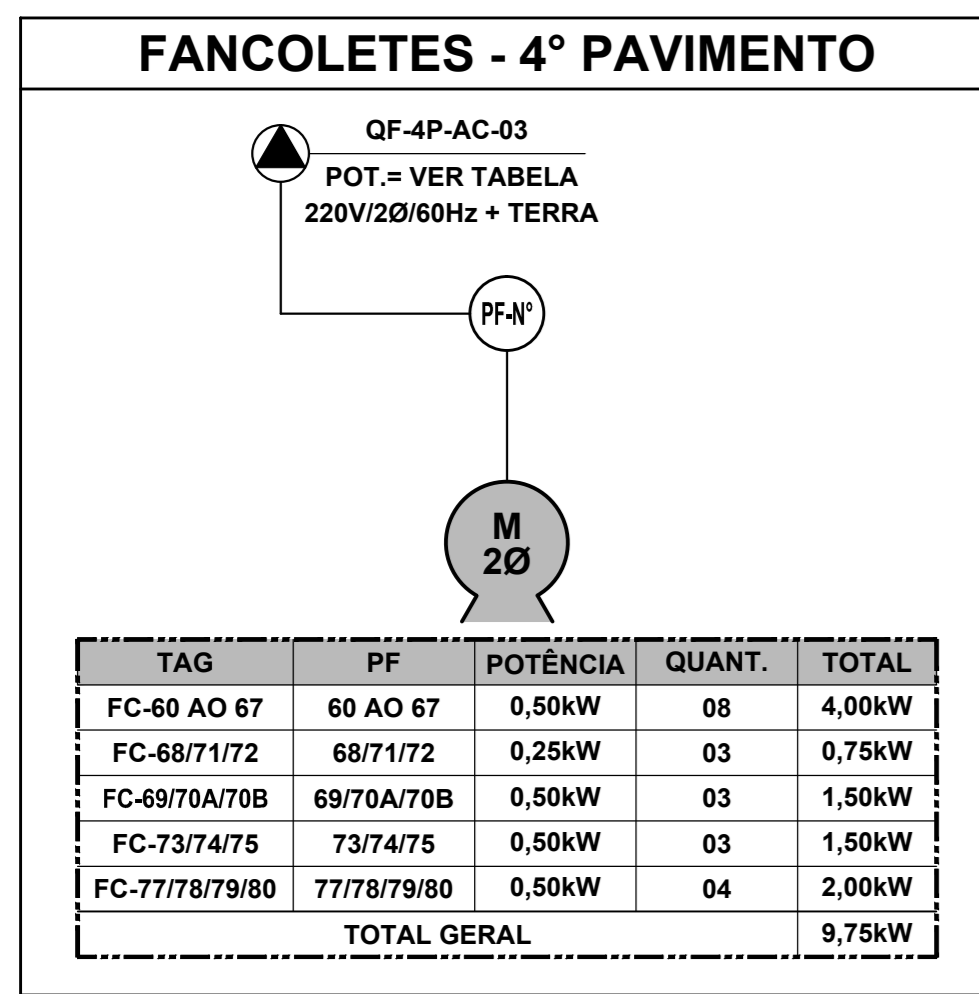 FANCOLETES - 4° PAVIMENTO
QF-4P-AC-03
POT.= VER TABELA
220V/2Ø/60Hz + TERRA
PF-N°
M
2Ø
TAG PF POTÊNCIA QUANT. TOTAL
FC-60 AO 67 60 AO 67 0,50kW 08 4,00kW
FC-68/71/72 68/71/72 0,25kW 03 0,75kW
FC-69/70A/70B 69/70A/70B 0,50kW 03 1,50kW
FC-73/74/75 73/74/75 0,50kW 03 1,50kW
FC-77/78/79/80 77/78/79/80 0,50kW 04 2,00kW
TOTAL GERAL 9,75kW